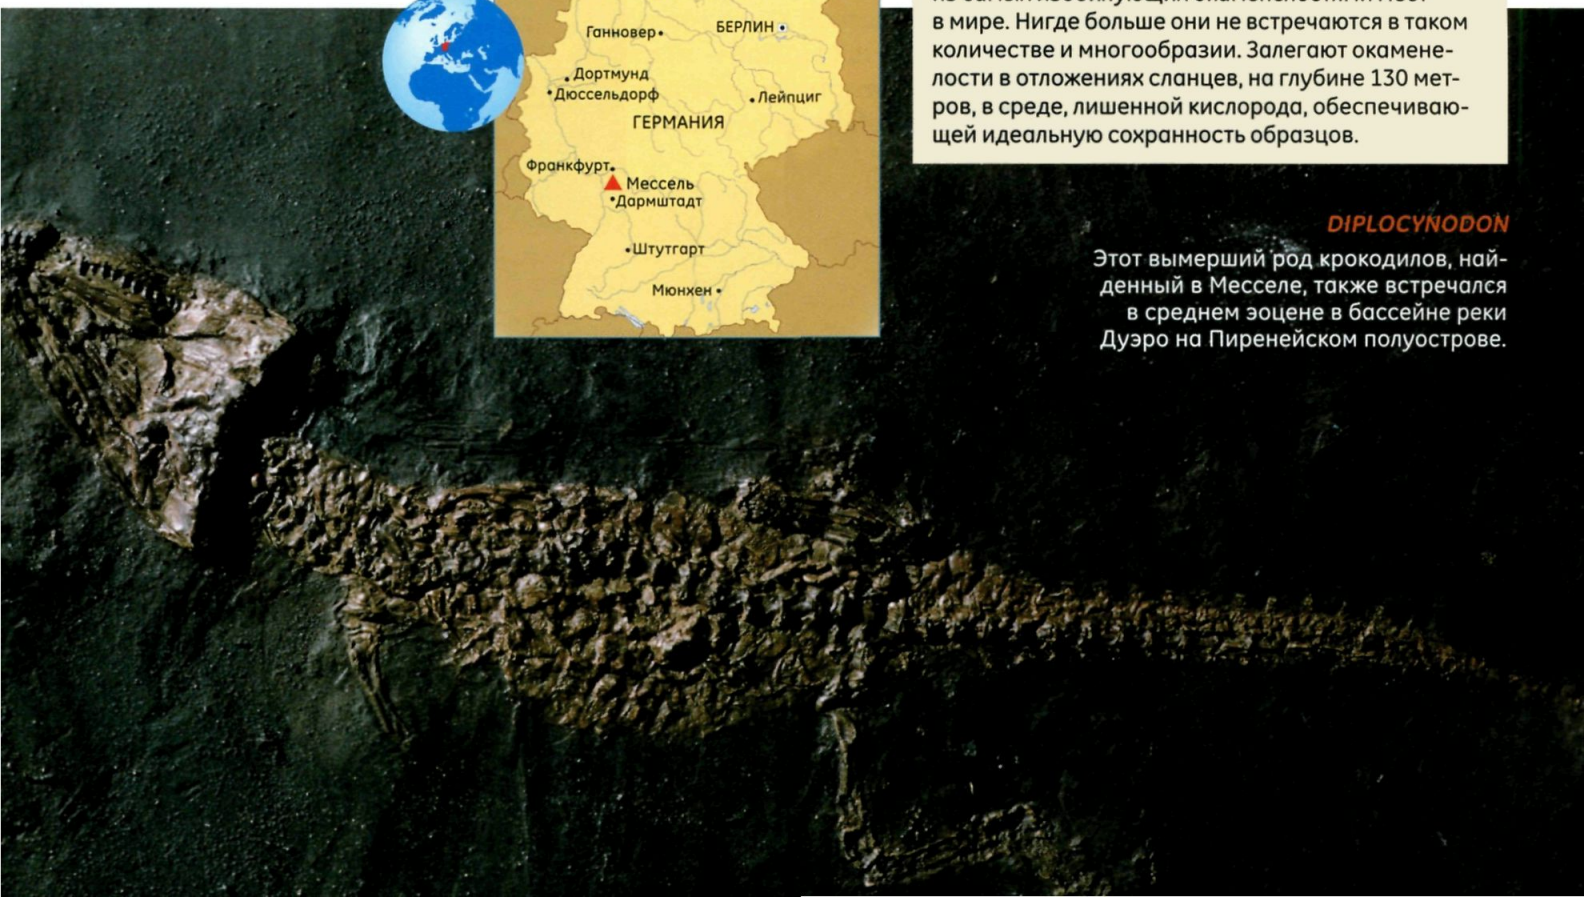 в мире. Нигде больше они не встречаются в таком
количестве и многообразии. Залегают окамене-
лости в отложениях сланцев, на глубине 130 мет-
ров, в среде, лишенной кислорода, обеспечиваю-
щей идеальную сохранность образцов.
Ганновер
БЕРЛИН
Дортмунд
Дюссельдорф
Лейпциг
ГЕРМАНИЯ
Франкфурт
Мессель
Дармштадт
Штутгарт
Мюнхен
DIPLOCYNODON
Этот вымерший род крокодилов, най-
денный в Месселе, также встречался
в среднем эоцене в бассейне реки
Дуэро на Пиренейском полуострове.